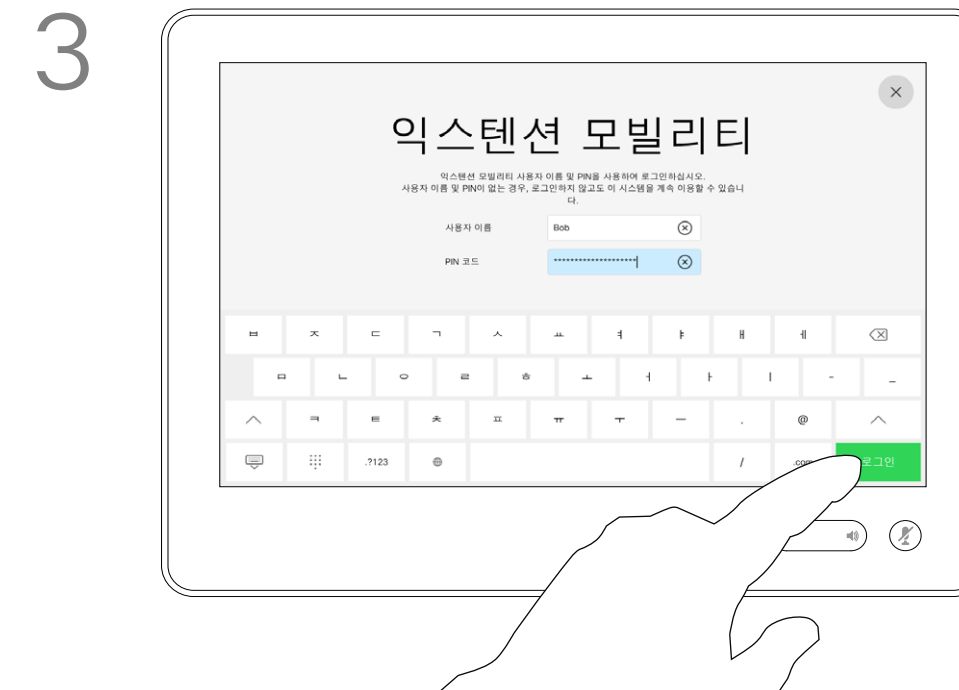 3
익스텐션 모빌리티
익스텐션 모빌리티 사용자 이름 및 PIN을 사용하여 로그인하십시오.
사용자 이름 및 PIN이 없는 경우, 로그인하지 않고도 이 시스템을 계속 이용할 수 있습니
다.
사용자 이름 Bob
PIN 코드 ********************
ㅂ ㅈ ㄷ ㄱ ㅅ ㅛ ㅕ ㅑ ㅐ ㅔ
ㅁ ㄴ ㅇ ㄹ ㅎ ㅗ ㅓ ㅏ ㅣ - _
ㅋ ㅌ ㅊ ㅍ ㅠ ㅜ ㅡ . @
.?123 / .com 로그인